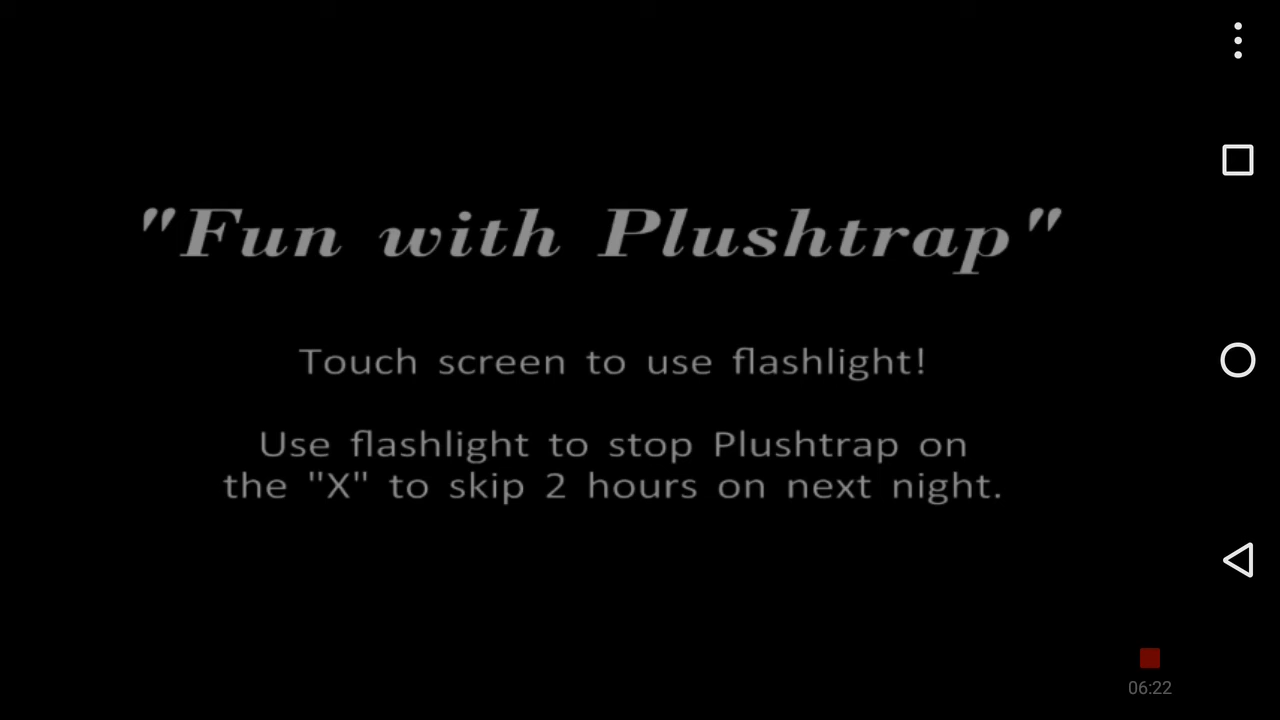 "Fun with Plushtrap"
Touch screen to use flashlight!
Use flashlight to stop Plushtrap on
the "X" to skip 2 hours on next night.
06:22